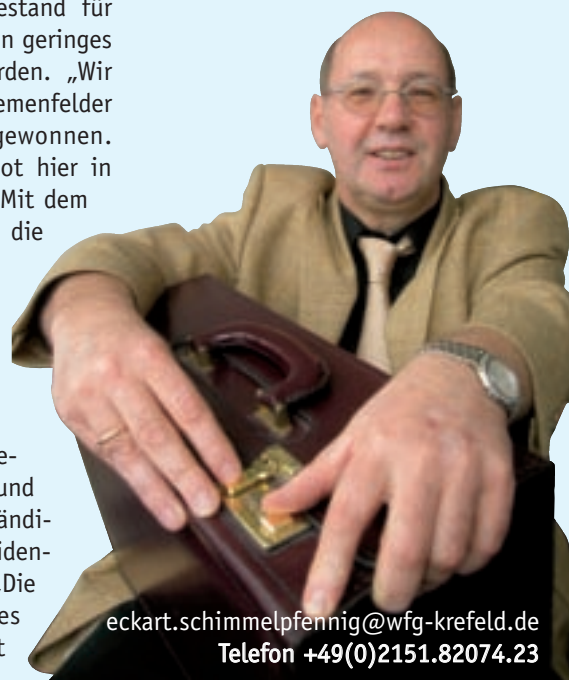 estand für
n geringes
rden. „Wir
emenfelder
gewonnen.
ot hier in
Mit dem
die
e-
und
ändi-
iden-
Die
es
t
eckart.schimmelpfennig@wfg-krefeld.de
Telefon +49(0)2151.82074.23